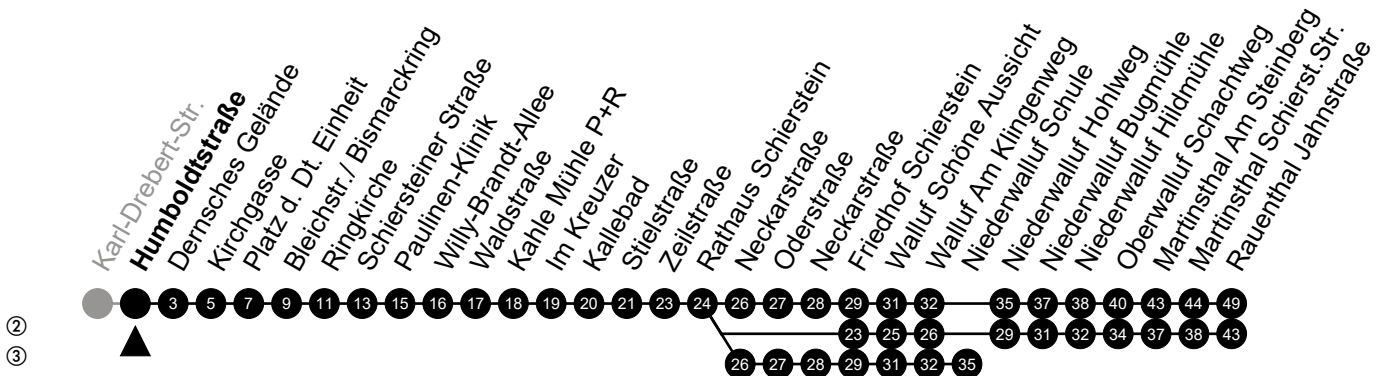 Karl-Drebert-Str.
Humboldtstraße
Dernsches Gelände
Kirchgasse
Platz d. Dt. Einheit
Bleichstr./ Bismarckring
Ringkirche
Schiersteiner Straße
Paulinen-Klinik
Willy-Brandt-Allee
Waldstraße
Kahle Mühle P+R
Im Kreuzer
Kallebad
Stielstraße
Zeilstraße
Rathaus Schierstein
Neckarstraße
Oderstraße
Neckarstraße
Friedhof Schierstein
Walluf Schöne Aussicht
Walluf Am Klingenweg
Niederwalluf Schule
Niederwalluf Hohlweg
Niederwalluf Bugmühle
Niederwalluf Hildmühle
Oberwalluf Schachtweg
Martinsthal Am Steinberg
Martinsthal Schierst.Str.
Rauenthal Jahnstraße
3 5 7 9 11 13 15 16 17 18 19 20 21 23 24 26 27 28 29 31 32 35 37 38 40 43 44 49
② 23 25 26 29 31 32 34 37 38 43
③ 26 27 28 29 31 32 35